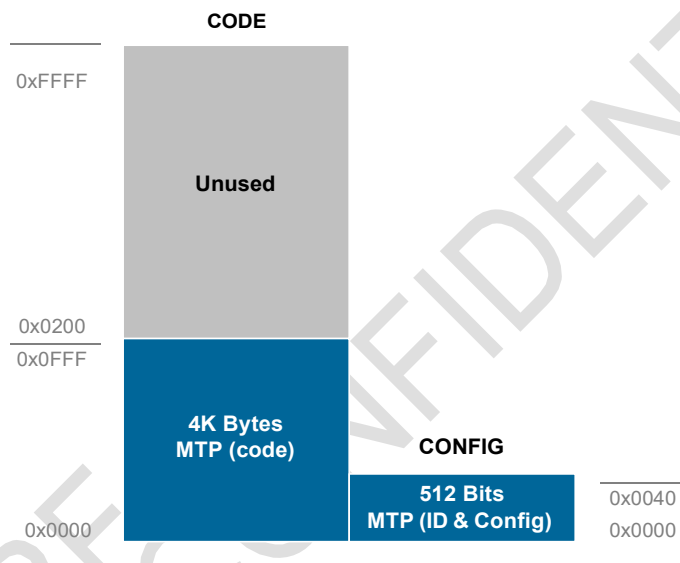 CODE
0xFFFF
Unused
0x0200
0x0FFF
4K Bytes
MTP (code)
CONFIG
512 Bits
MTP (ID & Config)
0x0040
0x0000
0x0000